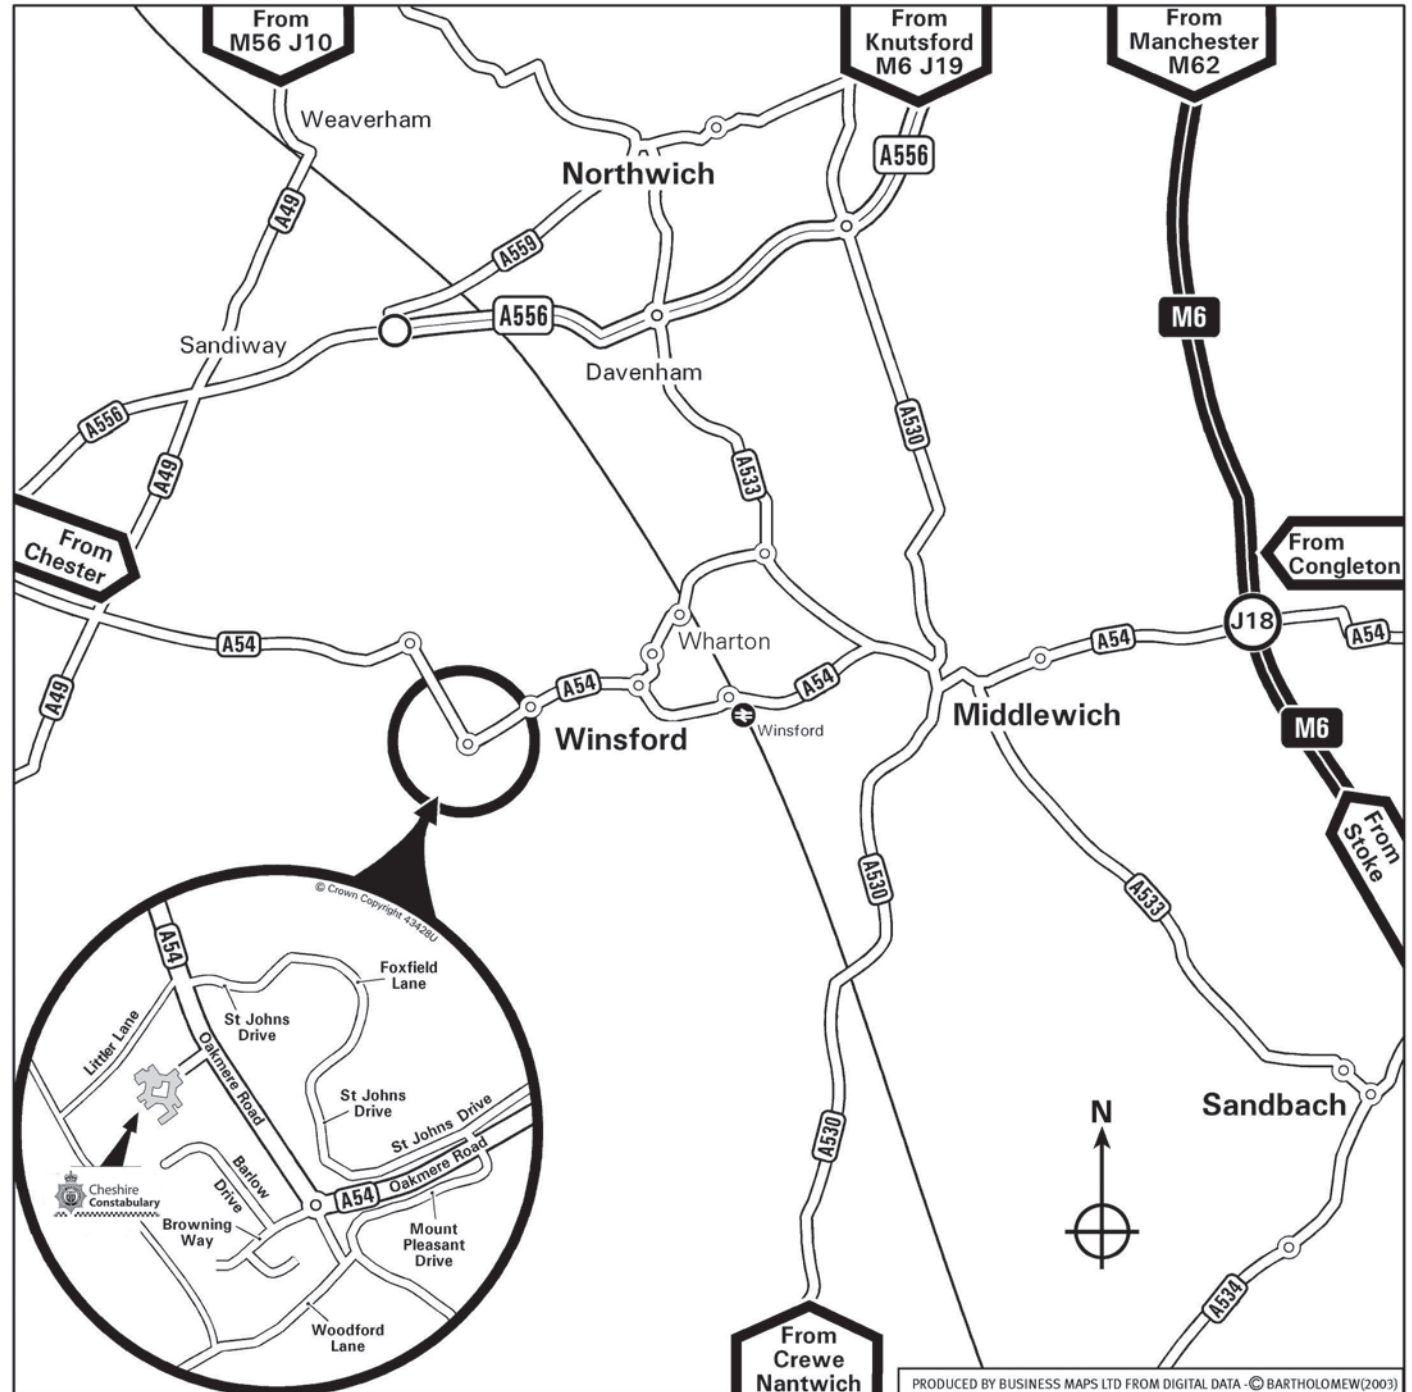 From
M56 J10
From
Knutsford
M6 J19
From
Manchester
M62
Weaverham
A556
Northwich
A49
A559
M6
A556
Sandiway
Davenham
A556
A530
A49
A533
From
Chester
From
Congleton
J18
A54
Wharton
A54
A54
A54
A54
A49
Winsford
Winsford
Middlewich
M6
From
Stoke
A530
A533
© Crown Copyright 43428U
A54
Foxfield
Lane
St Johns
Drive
Littler Lane
Oakmere Road
St Johns
Drive
St Johns Drive
Oakmere Road
A54
Barlow
Drive
Cheshire
Constabulary
Browning
Way
Mount
Pleasant
Drive
Woodford
Lane
A530
N
Sandbach
A534
From
Crewe
Nantwich
PRODUCED BY BUSINESS MAPS LTD FROM DIGITAL DATA - © BARTHOLOMEW(2003)